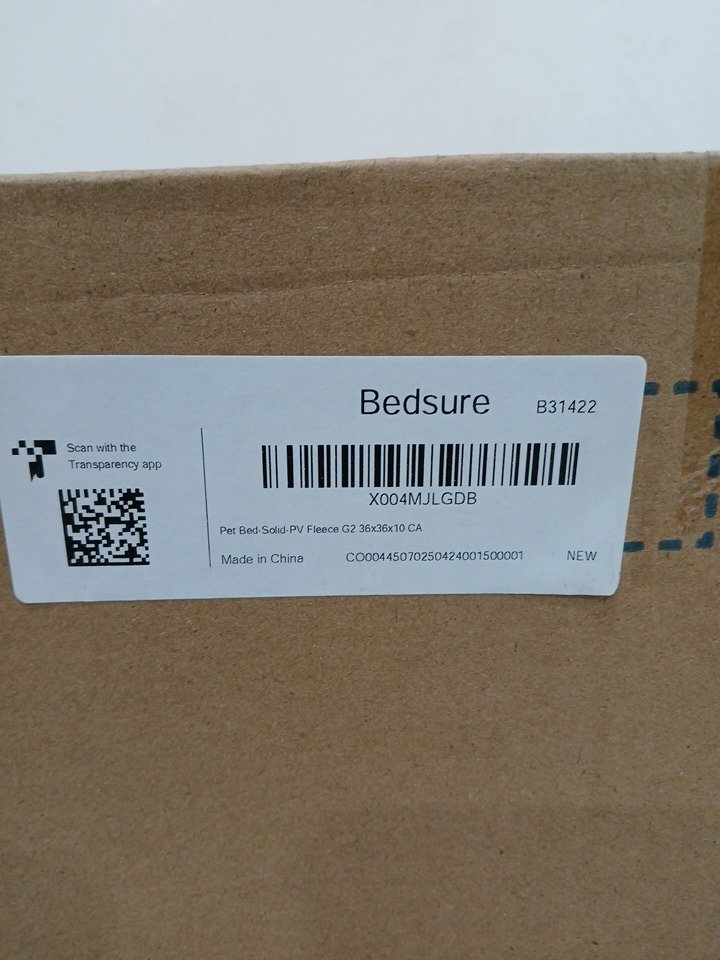 Bedsure B31422
Scan with the
Transparency app
X004MJLGDB
Pet Bed-Solid-PV Fleece G2 36x36x10 CA
Made in China CO00445070250424001500001 NEW